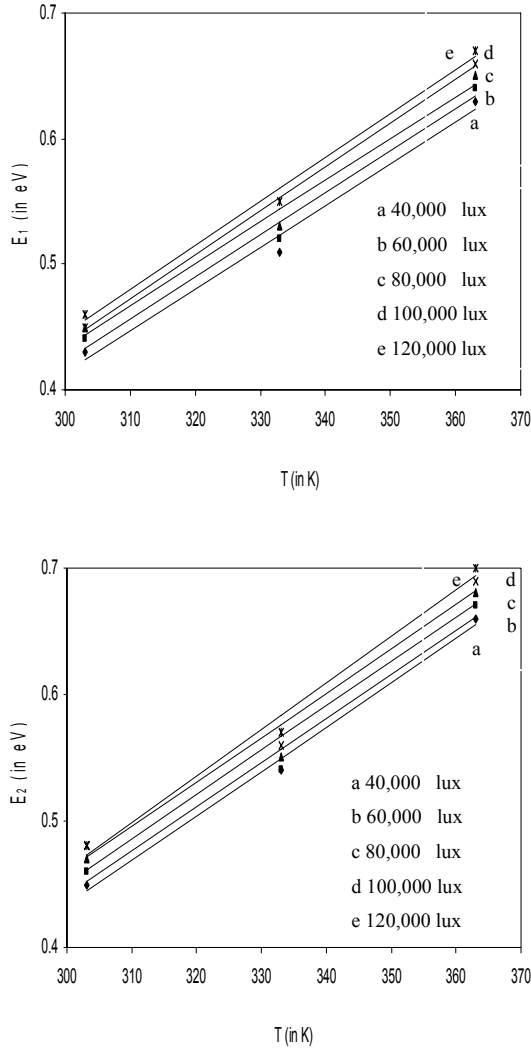 0.7
e d
c
b
a
0.6
E1 (in eV)
0.5
a 40,000 lux
b 60,000 lux
c 80,000 lux
d 100,000 lux
e 120,000 lux
0.4
300 310 320 330 340 350 360 370
T (in K)
0.7
e d
c
b
a
0.6
E2 (in eV)
0.5
a 40,000 lux
b 60,000 lux
c 80,000 lux
d 100,000 lux
e 120,000 lux
0.4
300 310 320 330 340 350 360 370
T (in K)